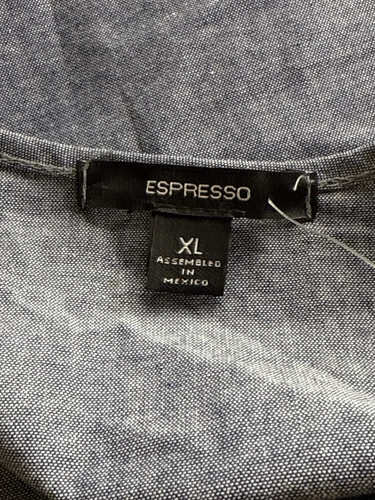 ESPRESSO
XL
ASSEMBLED
IN
MEXICO